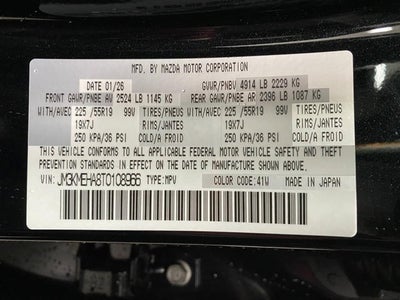 MFD. BY MAZDA MOTOR CORPORATION
DATE 01/26 GVWR/PNBV 4914 LB 2229 KG
FRONT GAWR/PNBE AV 2524 LB 1145 KG REAR GAWR/PNBE AR 2396 LB 1087 KG
WITH/AVEC 225 /55R19 99W TIRES/PNEUS WITH/AVEC 225 /55R19 99W TIRES/PNEUS
19X7J RIMS/JANTES 19X7J RIMS/JANTES
250 KPA/36 PSI COLD/A FROID 250 KPA/36 PSI COLD/A FROID
THIS VEHICLE CONFORMS TO ALL APPLICABLE FEDERAL MOTOR VEHICLE SAFETY AND THEFT
PREVENTION STANDARDS IN EFFECT ON THE DATE OF MANUFACTURE SHOWN ABOVE.
VIN: JM3KMEHA8T0108966 TYPE:MPV COLOR CODE:41W MADE IN JAPAN